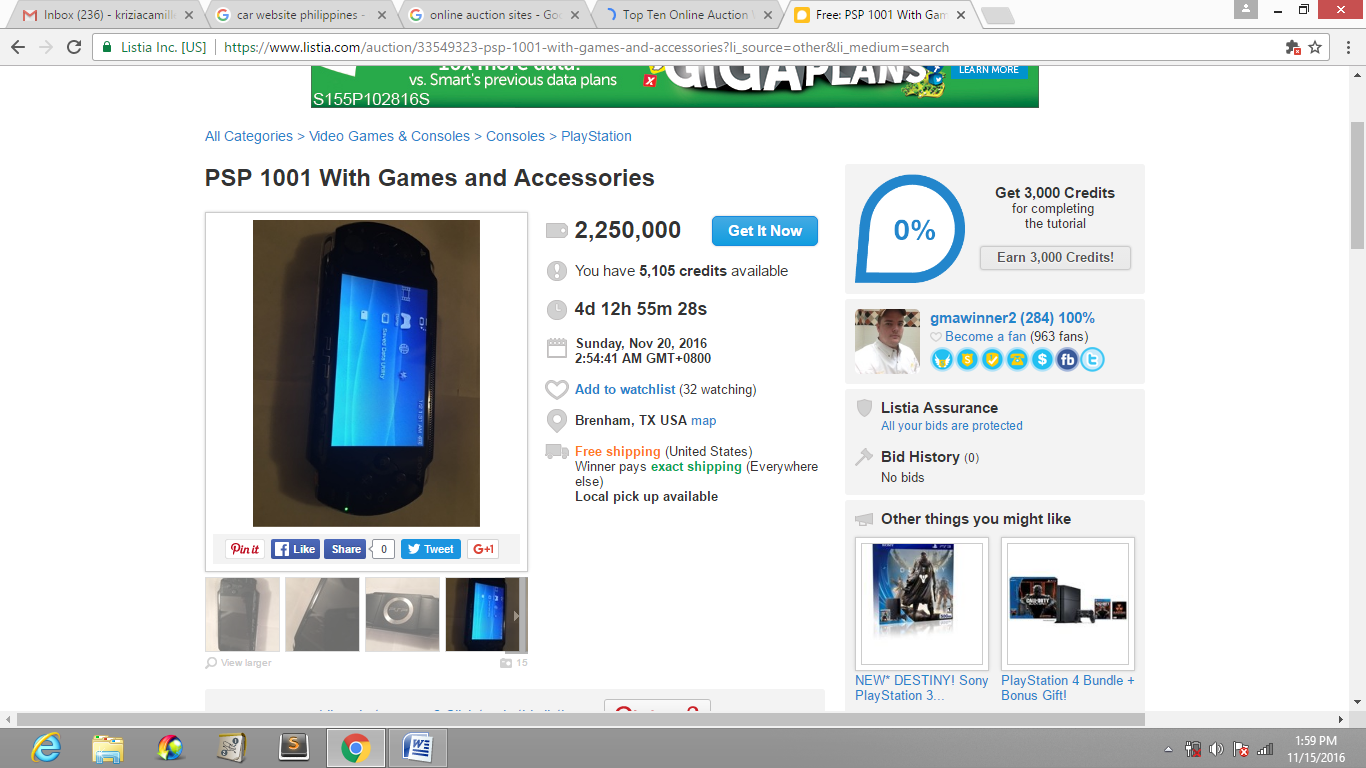 Inbox (236) - kriziacamill
car website philippines -
online auction sites - Goo
Top Ten Online Auction
Free: PSP 1001 With Gam
Listia Inc. [US]
https://www.listia.com/auction/33549323-psp-1001-with-games-and-accessories?li_source=other&li_medium=search
10x more data!
vs. Smart's previous data plans
GIGAPLANS
LEARN MORE
S155P102816S
All Categories > Video Games & Consoles > Consoles > PlayStation
PSP 1001 With Games and Accessories
2,250,000
Get It Now
You have 5,105 credits available
4d 12h 55m 28s
Sunday, Nov 20, 2016
2:54:41 AM GMT+0800
Add to watchlist (32 watching)
Brenham, TX USA map
Free shipping (United States)
Winner pays exact shipping (Everywhere
else)
Local pick up available
Saved Data Utility
Pin it
Like
Share
0
Tweet
G+1
View larger
15
0%
Get 3,000 Credits
for completing
the tutorial
Earn 3,000 Credits!
gmawinner2 (284) 100%
Become a fan (963 fans)
fb
Listia Assurance
All your bids are protected
Bid History (0)
No bids
Other things you might like
DESTINY
NEW* DESTINY! Sony
PlayStation 3...
PlayStation 4 Bundle +
Bonus Gift!
1:59 PM
11/15/2016